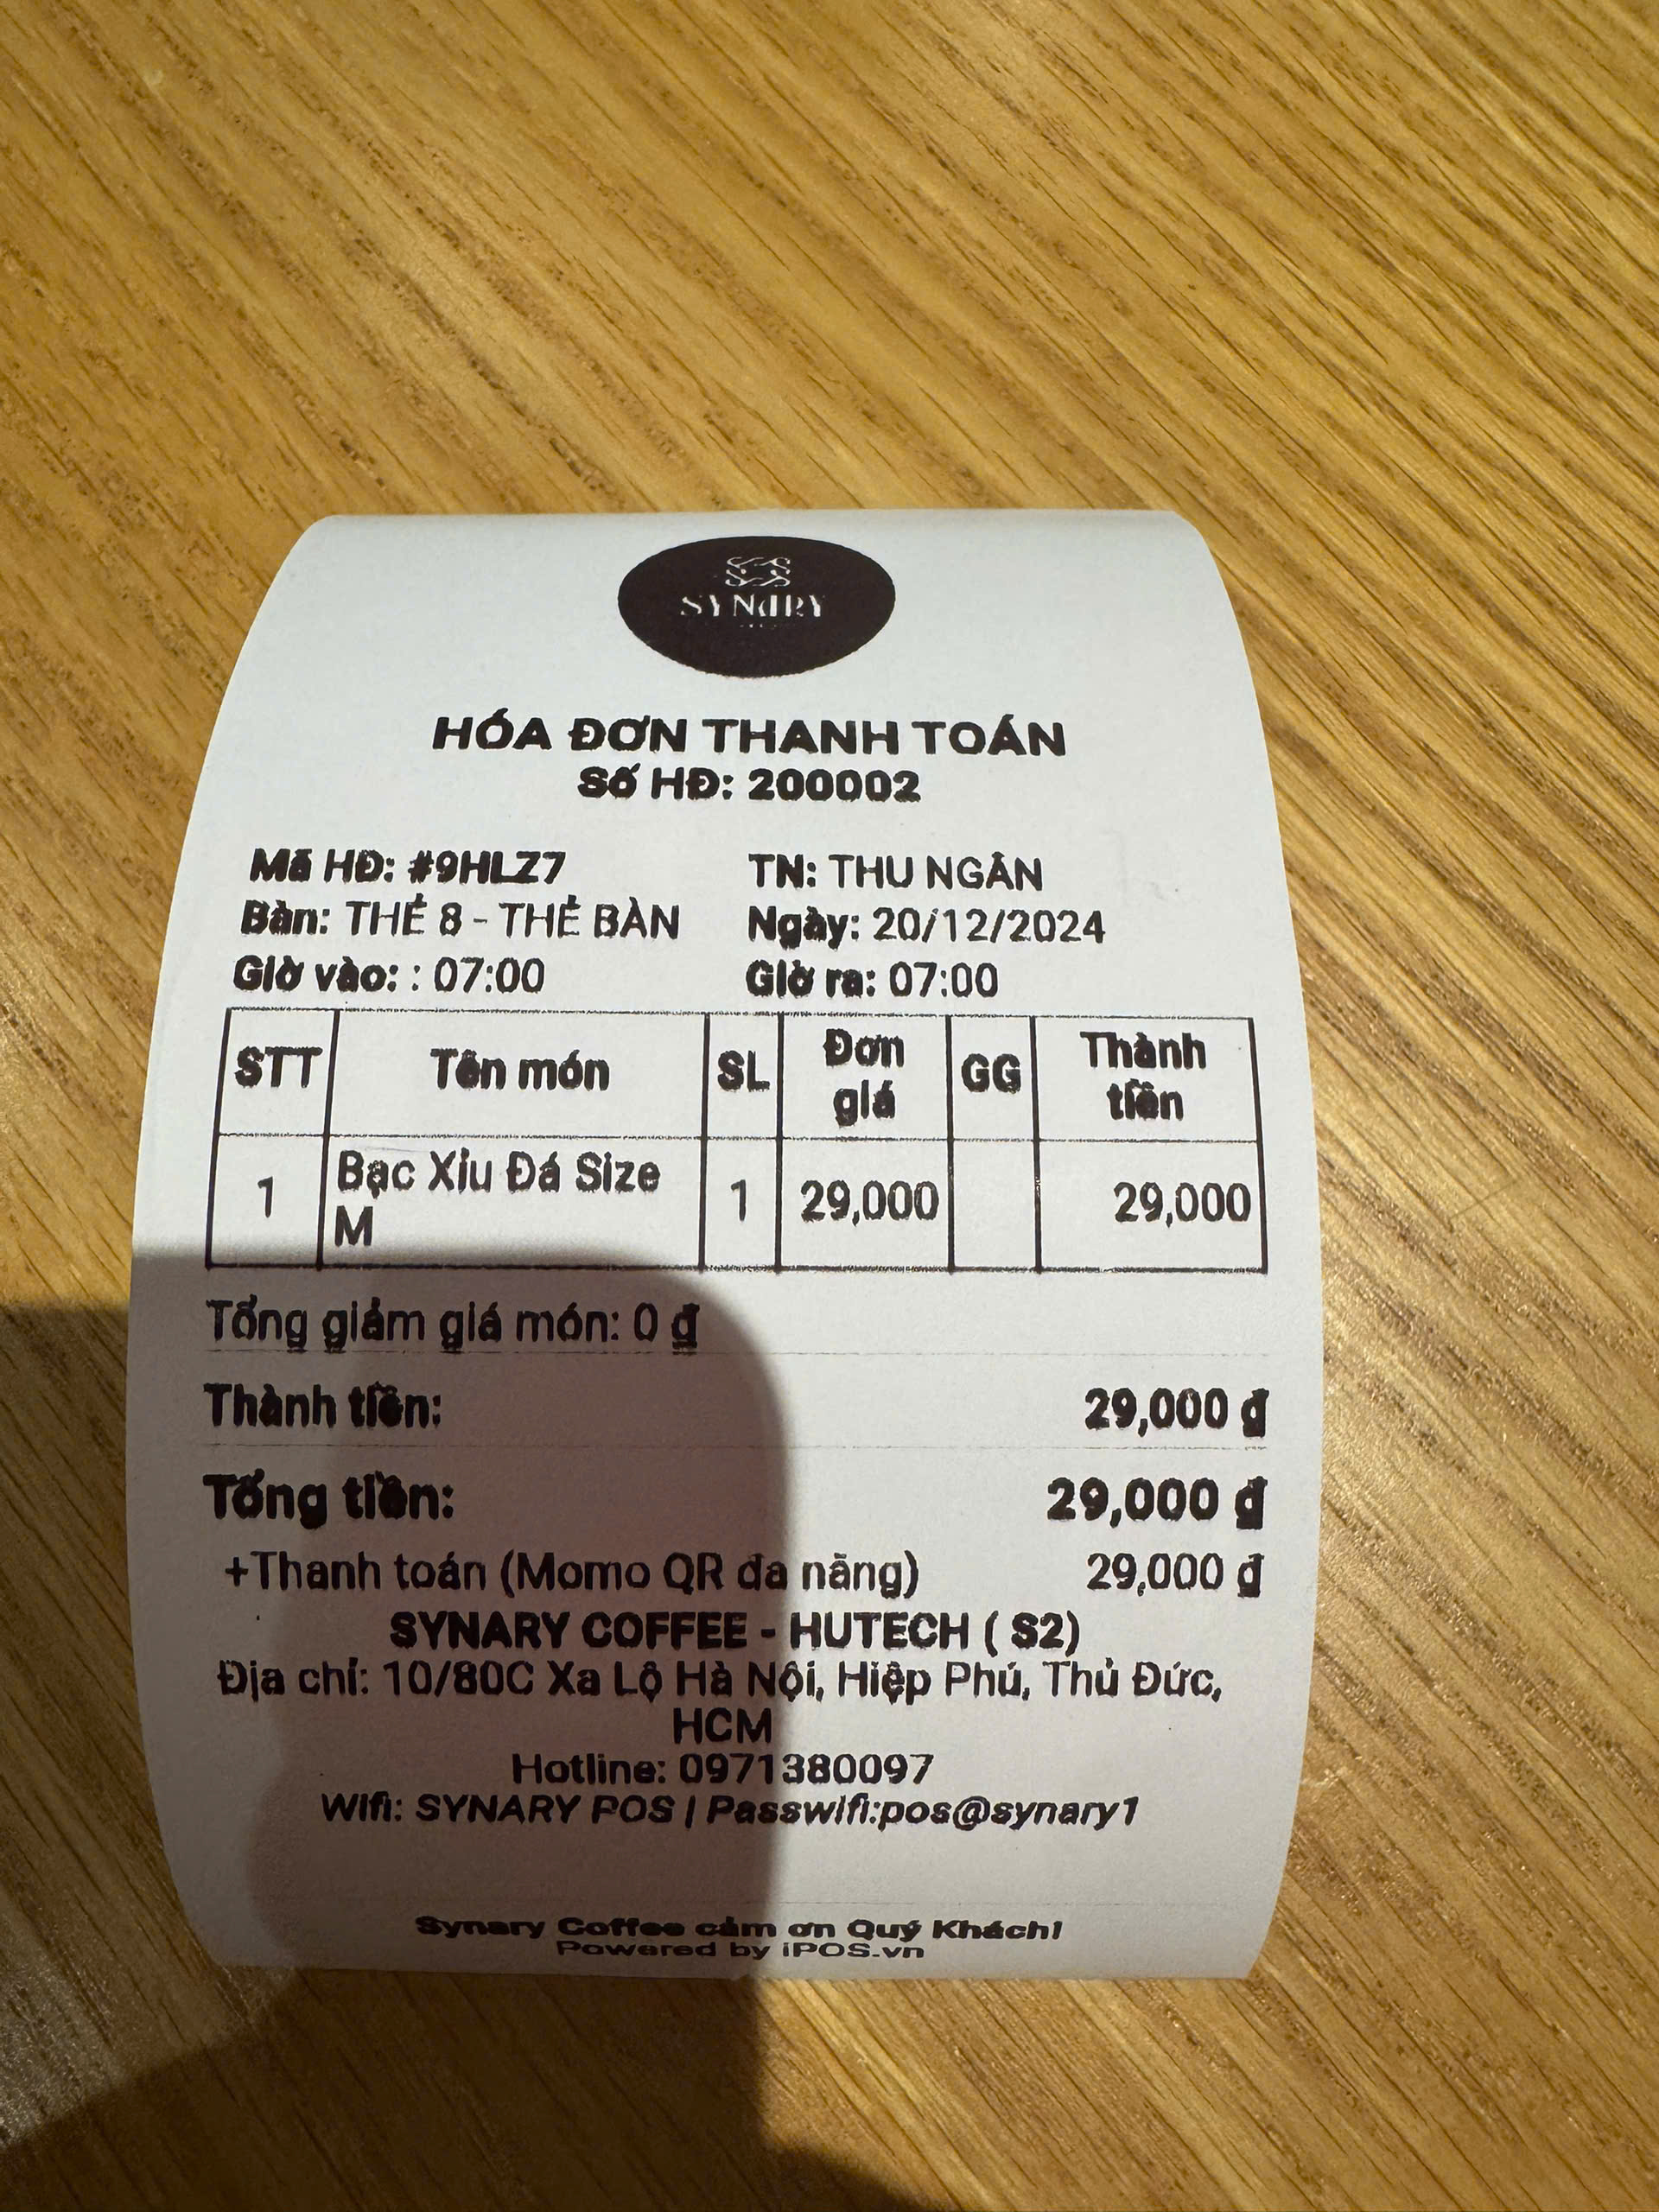 SYNARY
HÓA ĐƠN THANH TOÁN
Số HĐ: 200002
Mã HĐ: #9HLZ7 TN: THU NGÂN
Bàn: THẺ 8 - THẺ BÀN Ngày: 20/12/2024
Giờ vào: : 07:00 Giờ ra: 07:00
STT Tên món SL Đơn giá GG Thành tiền
1 Bạc Xỉu Đá Size M 1 29,000 29,000
Tổng giảm giá món: 0 ₫
Thành tiền: 29,000 ₫
Tổng tiền: 29,000 ₫
+Thanh toán (Momo QR đa năng) 29,000 ₫
SYNARY COFFEE - HUTECH ( S2)
Địa chỉ: 10/80C Xa Lộ Hà Nội, Hiệp Phú, Thủ Đức,
HCM
Hotline: 0971380097
Wifi: SYNARY POS | Passwifi:pos@synary1
Synary Coffee cảm ơn Quý Khách!
Powered by iPOS.vn